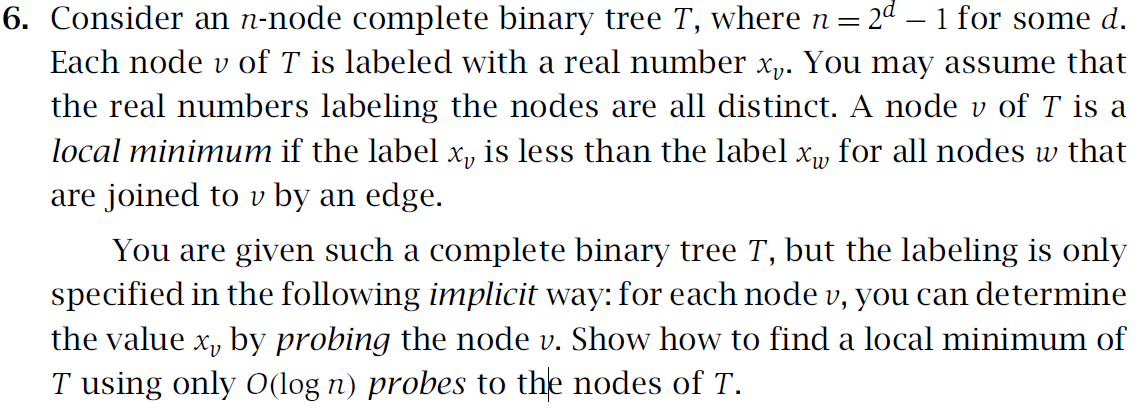 6. Consider an n-node complete binary tree T, where n = 2^d − 1 for some d.
Each node v of T is labeled with a real number x_v. You may assume that
the real numbers labeling the nodes are all distinct. A node v of T is a
local minimum if the label x_v is less than the label x_w for all nodes w that
are joined to v by an edge.
You are given such a complete binary tree T, but the labeling is only
specified in the following implicit way: for each node v, you can determine
the value x_v by probing the node v. Show how to find a local minimum of
T using only O(log n) probes to the nodes of T.